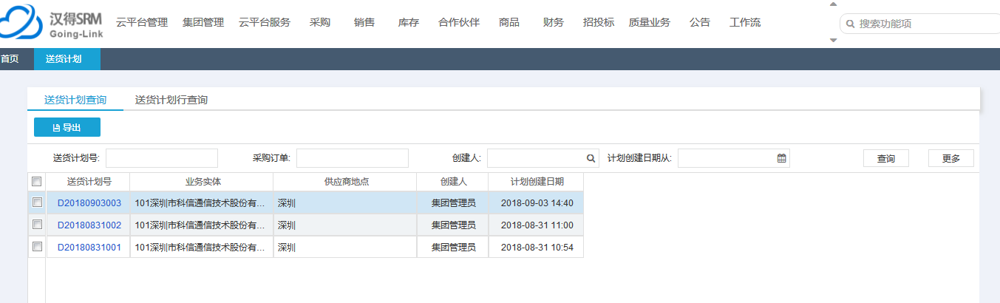 汉得SRM
Going-Link
云平台管理 集团管理 云平台服务 采购 销售 库存 合作伙伴 商品 财务 招投标 质量业务 公告 工作流
搜索功能项
首页 送货计划
送货计划查询 送货计划行查询
导出
送货计划号: 采购订单: 创建人: 计划创建日期从: 查询 更多
送货计划号 业务实体 供应商地点 创建人 计划创建日期
D20180903003 101深圳市科信通信技术股份有... 深圳 集团管理员 2018-09-03 14:40
D20180831002 101深圳市科信通信技术股份有... 深圳 集团管理员 2018-08-31 11:00
D20180831001 101深圳市科信通信技术股份有... 深圳 集团管理员 2018-08-31 10:54